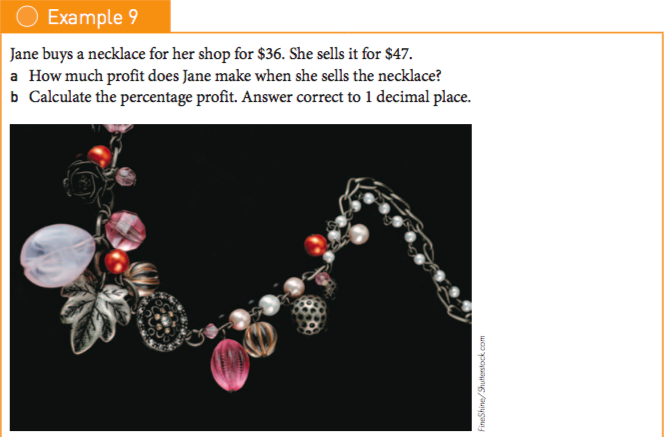 Example 9
Jane buys a necklace for her shop for $36. She sells it for $47.
a How much profit does Jane make when she sells the necklace?
b Calculate the percentage profit. Answer correct to 1 decimal place.
FineShine/Shutterstock.com